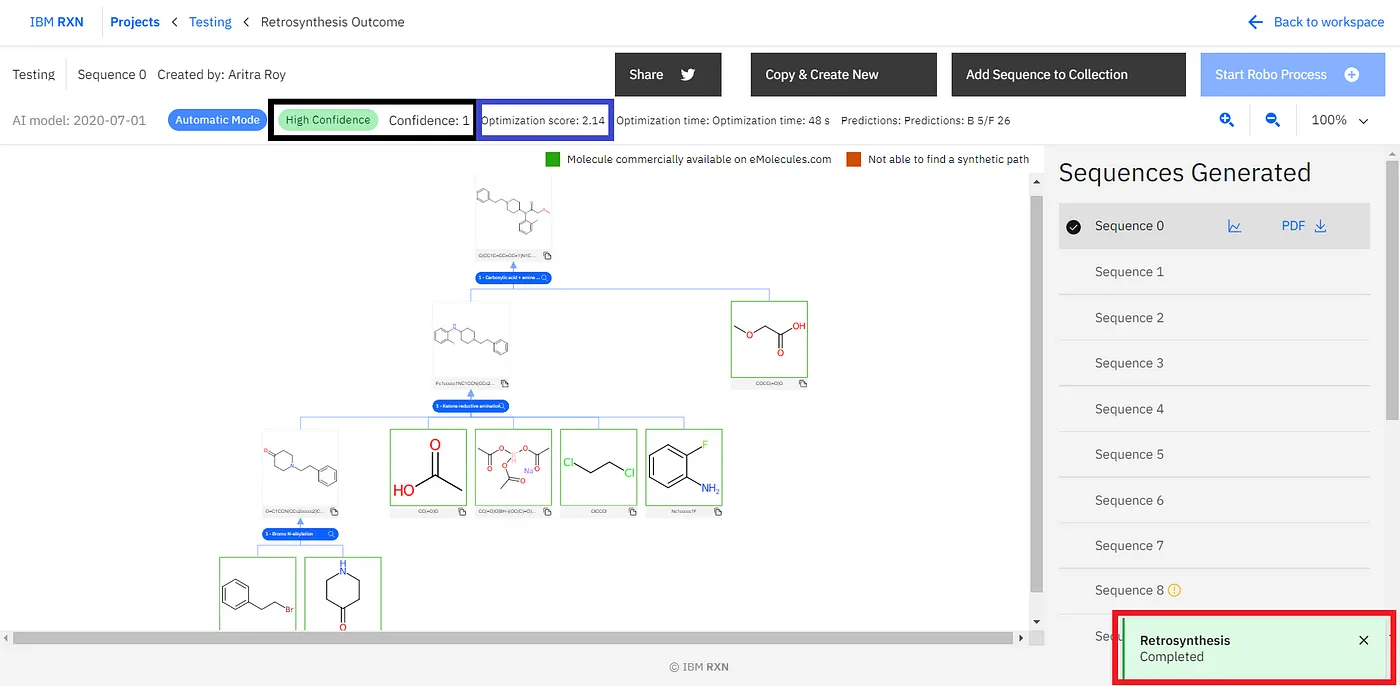 IBM RXN
Projects < Testing < Retrosynthesis Outcome
Back to workspace
Testing
Sequence 0 Created by: Aritra Roy
Share
Copy & Create New
Add Sequence to Collection
Start Robo Process
AI model: 2020-07-01
Automatic Mode
High Confidence
Confidence: 1
Optimization score: 2.14
Optimization time: Optimization time: 48 s
Predictions: Predictions: B 5/F 26
100%
Molecule commercially available on eMolecules.com
Not able to find a synthetic path
Sequences Generated
Sequence 0
PDF
Sequence 1
Sequence 2
Sequence 3
Sequence 4
Sequence 5
Sequence 6
Sequence 7
Sequence 8
1 - Carboxylic acid + amine ...
O
OH
O
COCC(=O)O
1 - Ketone reductive amination
O
HO
CC(=O)O
Na
Cl
Cl
ClCCCl
F
NH2
Nc1ccccc1F
1 - Bromo N-alkylation
Br
H
N
O
Retrosynthesis
Completed
© IBM RXN